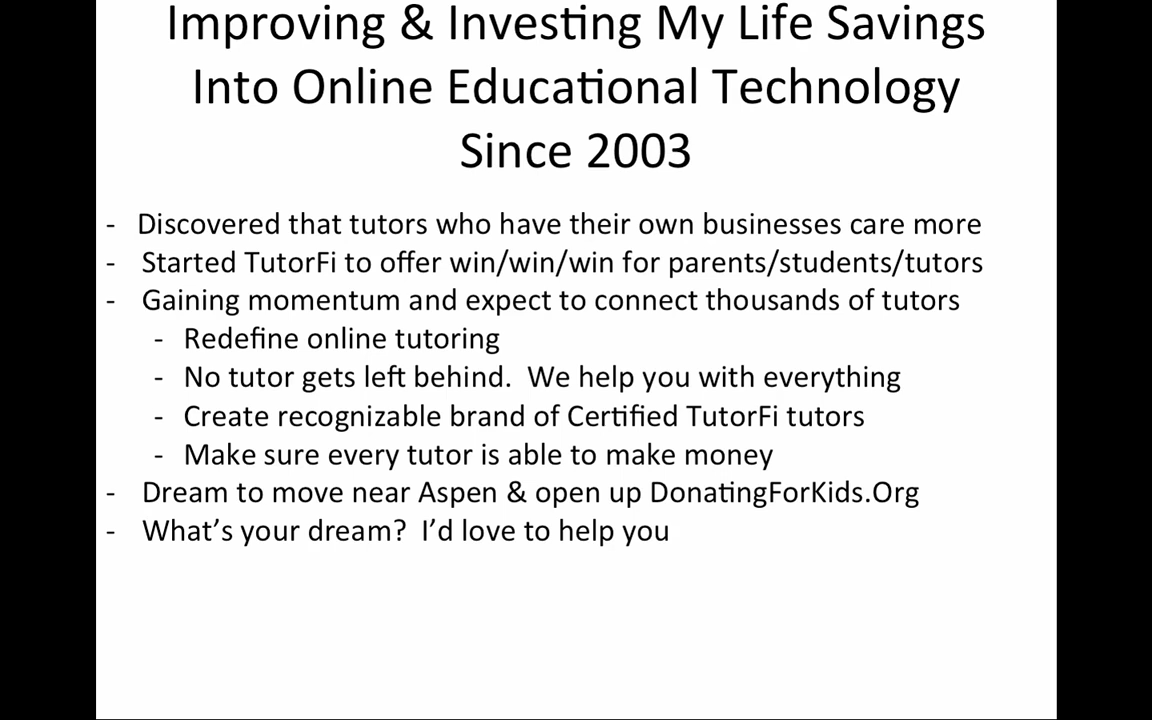 Improving & Investing My Life Savings
Into Online Educational Technology
Since 2003
- Discovered that tutors who have their own businesses care more
- Started TutorFi to offer win/win/win for parents/students/tutors
- Gaining momentum and expect to connect thousands of tutors
- Redefine online tutoring
- No tutor gets left behind.  We help you with everything
- Create recognizable brand of Certified TutorFi tutors
- Make sure every tutor is able to make money
- Dream to move near Aspen & open up DonatingForKids.Org
- What’s your dream?  I’d love to help you